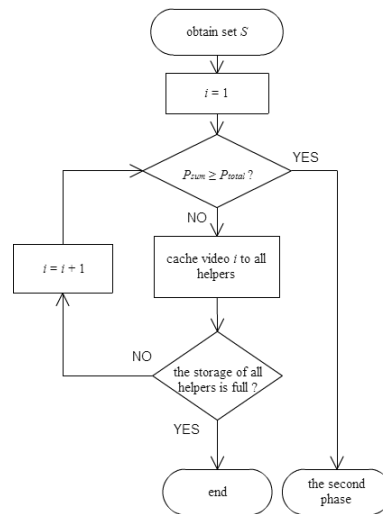 obtain set S
i = 1
YES
Psum ≥ Ptotal ?
NO
i = i + 1
cache video i to all
helpers
NO
the storage of all
helpers is full ?
YES
end
the second
phase